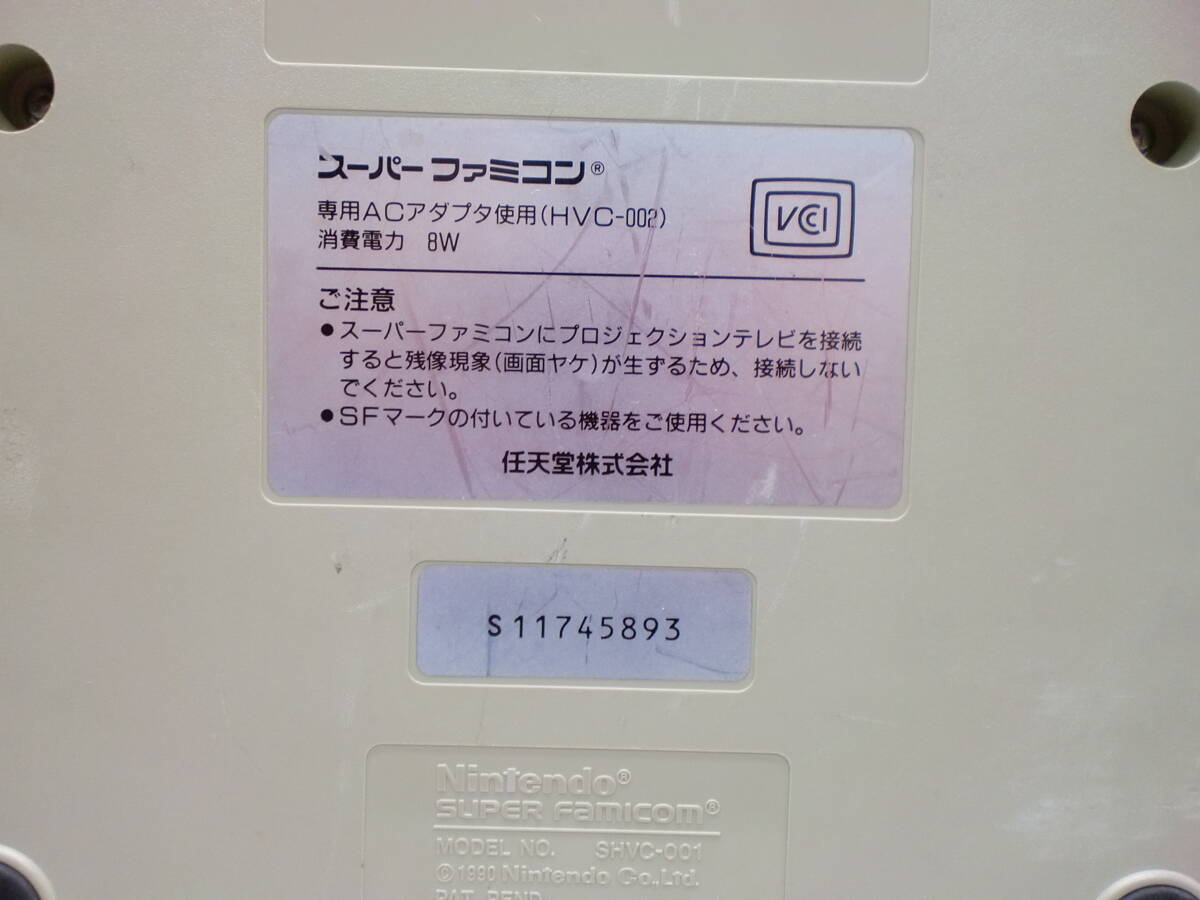 スーパーファミコン®
専用ACアダプタ使用(HVC-002)
消費電力 8W
VCCI
ご注意
●スーパーファミコンにプロジェクションテレビを接続
すると残像現象(画面ヤケ)が生ずるため、接続しない
でください。
●SFマークの付いている機器をご使用ください。
任天堂株式会社
S11745893
Nintendo®
SUPER FAMICOM®
MODEL NO. SHVC-001
©1990 Nintendo Co.,Ltd.
PAT. PEND.